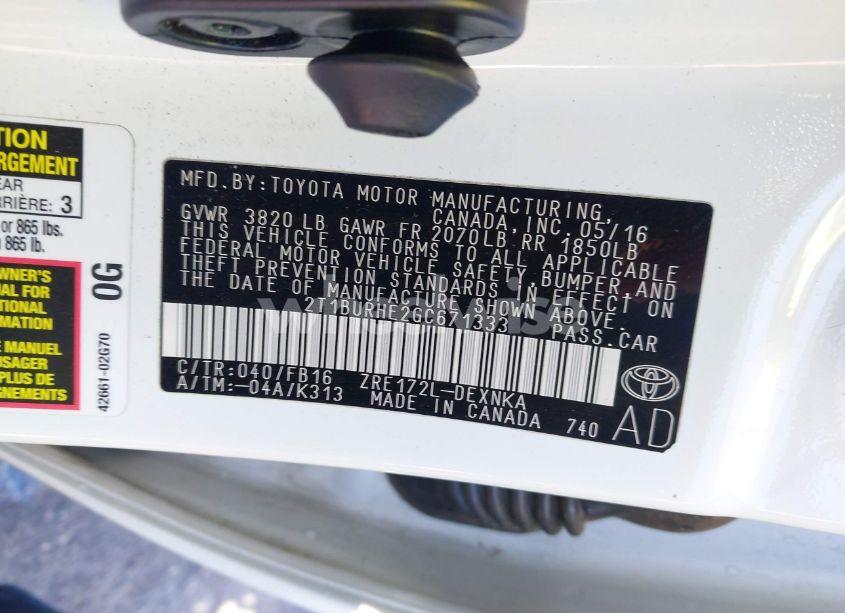 TION
RGEMENT
EAR
RRIÈRE: 3
or 865 lbs.
865 lb.
WNER'S
AL FOR
TIONAL
MATION
E MANUEL
USAGER
PLUS DE
GNEMENTS
0G
42661-02G70
MFD.BY:TOYOTA MOTOR MANUFACTURING,
CANADA, INC. 05/16
GVWR 3820 LB GAWR FR 2070LB RR 1850LB
THIS VEHICLE CONFORMS TO ALL APPLICABLE
FEDERAL MOTOR VEHICLE SAFETY, BUMPER, AND
THEFT PREVENTION STANDARDS IN EFFECT ON
THE DATE OF MANUFACTURE SHOWN ABOVE.
2T1BURHE2GC671333 PASS.CAR
C/TR:040/FB16 ZRE172L-DEXNKA
A/TM:-04A/K313 MADE IN CANADA 740 AD